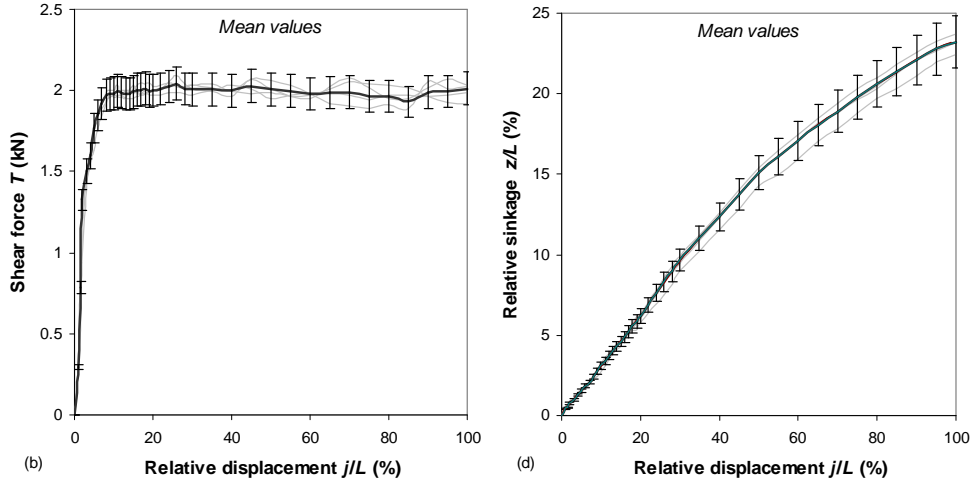 Mean values
2.5
2
1.5
1
0.5
0
Shear force T (kN)
0 20 40 60 80 100
Relative displacement j/L (%)
(b)
Mean values
25
20
15
10
5
0
Relative sinkage z/L (%)
0 20 40 60 80 100
Relative displacement j/L (%)
(d)